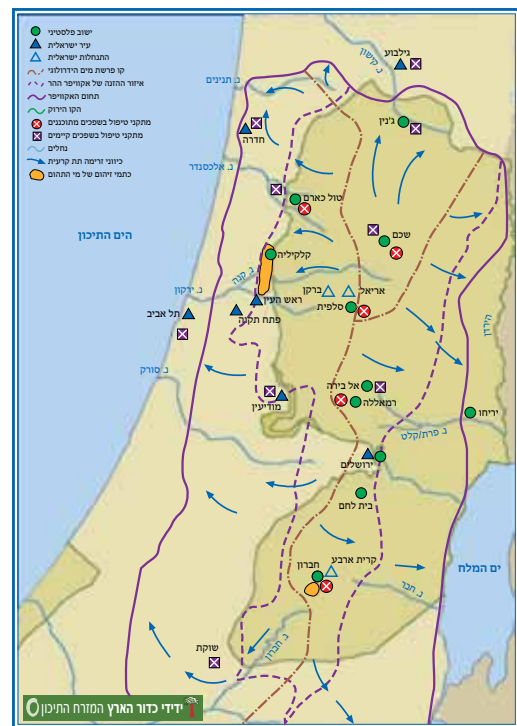 ישוב פלסטיני
עיר ישראלית
התנחלות ישראלית
קו פרשת מים הידרולוגי
איזור ההזנה של אקוויפר ההר
תחום האקוויפר
הקו הירוק
מתקני טיפול בשפכים מתוכננים
מתקני טיפול בשפכים קיימים
נחלים
כיווני זרימה תת קרקעית
כתמי זיהום של מי התהום
גילבוע
נ. קישון
נ. תנינים
ג'נין
חדרה
נ. אלכסנדר
טול כארם
שכם
הים התיכון
קלקיליה
נ. קנה
ברקן
אריאל
נ. ירקון
ראש העין
סלפית
תל אביב
פתח תקוה
הירדן
נ. סורק
אל בירה
מודיעין
רמאללה
יריחו
נ. פרת/קלט
ירושלים
בית לחם
קרית ארבע
חברון
ים המלח
נ. חבר
נ. חברון
שוקת
ידידי כדור הארץ המזרח התיכון